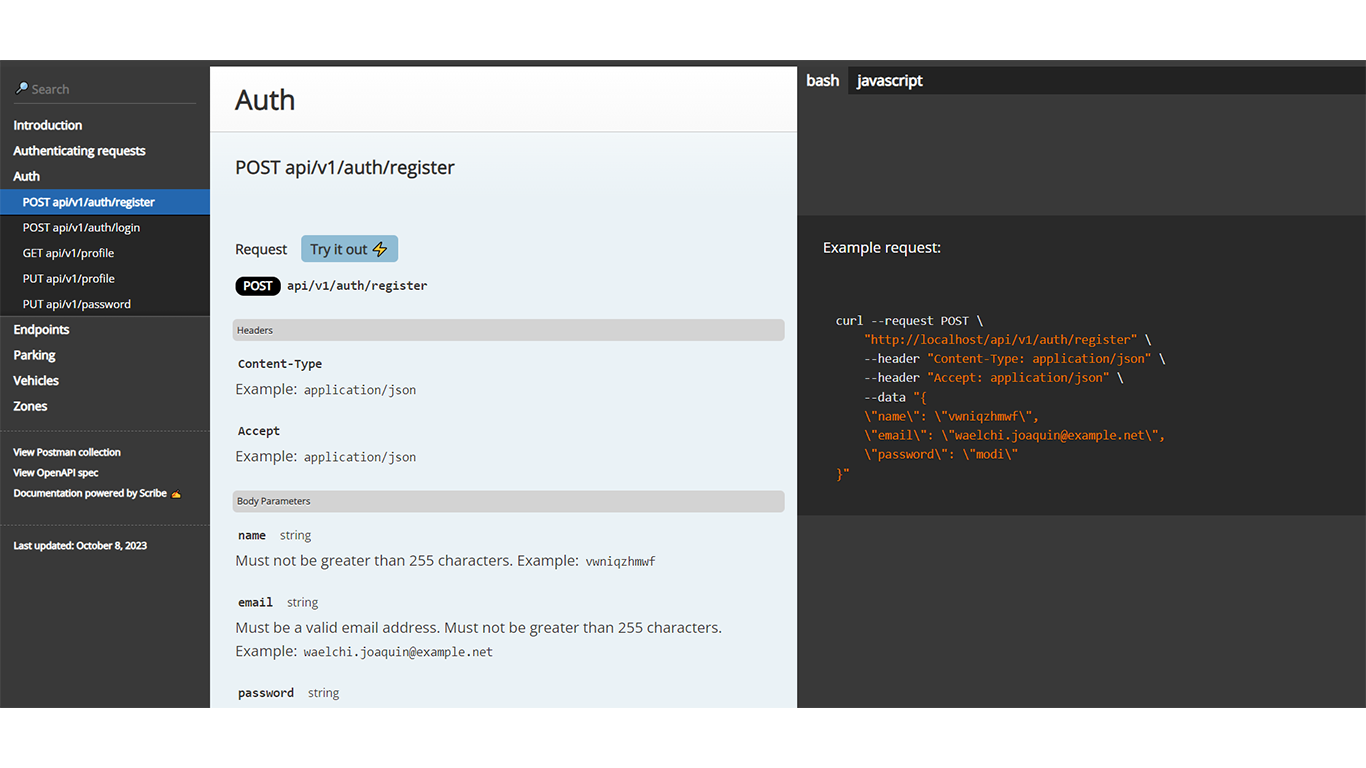 Search
Introduction
Authenticating requests
Auth
POST api/v1/auth/register
POST api/v1/auth/login
GET api/v1/profile
PUT api/v1/profile
PUT api/v1/password
Endpoints
Parking
Vehicles
Zones
View Postman collection
View OpenAPI spec
Documentation powered by Scribe ✍
Last updated: October 8, 2023
Auth
POST api/v1/auth/register
Request Try it out ⚡
POST api/v1/auth/register
Headers
Content-Type
Example: application/json
Accept
Example: application/json
Body Parameters
name string
Must not be greater than 255 characters. Example: vwniqzhmwf
email string
Must be a valid email address. Must not be greater than 255 characters.
Example: waelchi.joaquin@example.net
password string
bash javascript
Example request:
curl --request POST \
"http://localhost/api/v1/auth/register" \
--header "Content-Type: application/json" \
--header "Accept: application/json" \
--data "{
\"name\": \"vwniqzhmwf\",
\"email\": \"waelchi.joaquin@example.net\",
\"password\": \"modi\"
}"